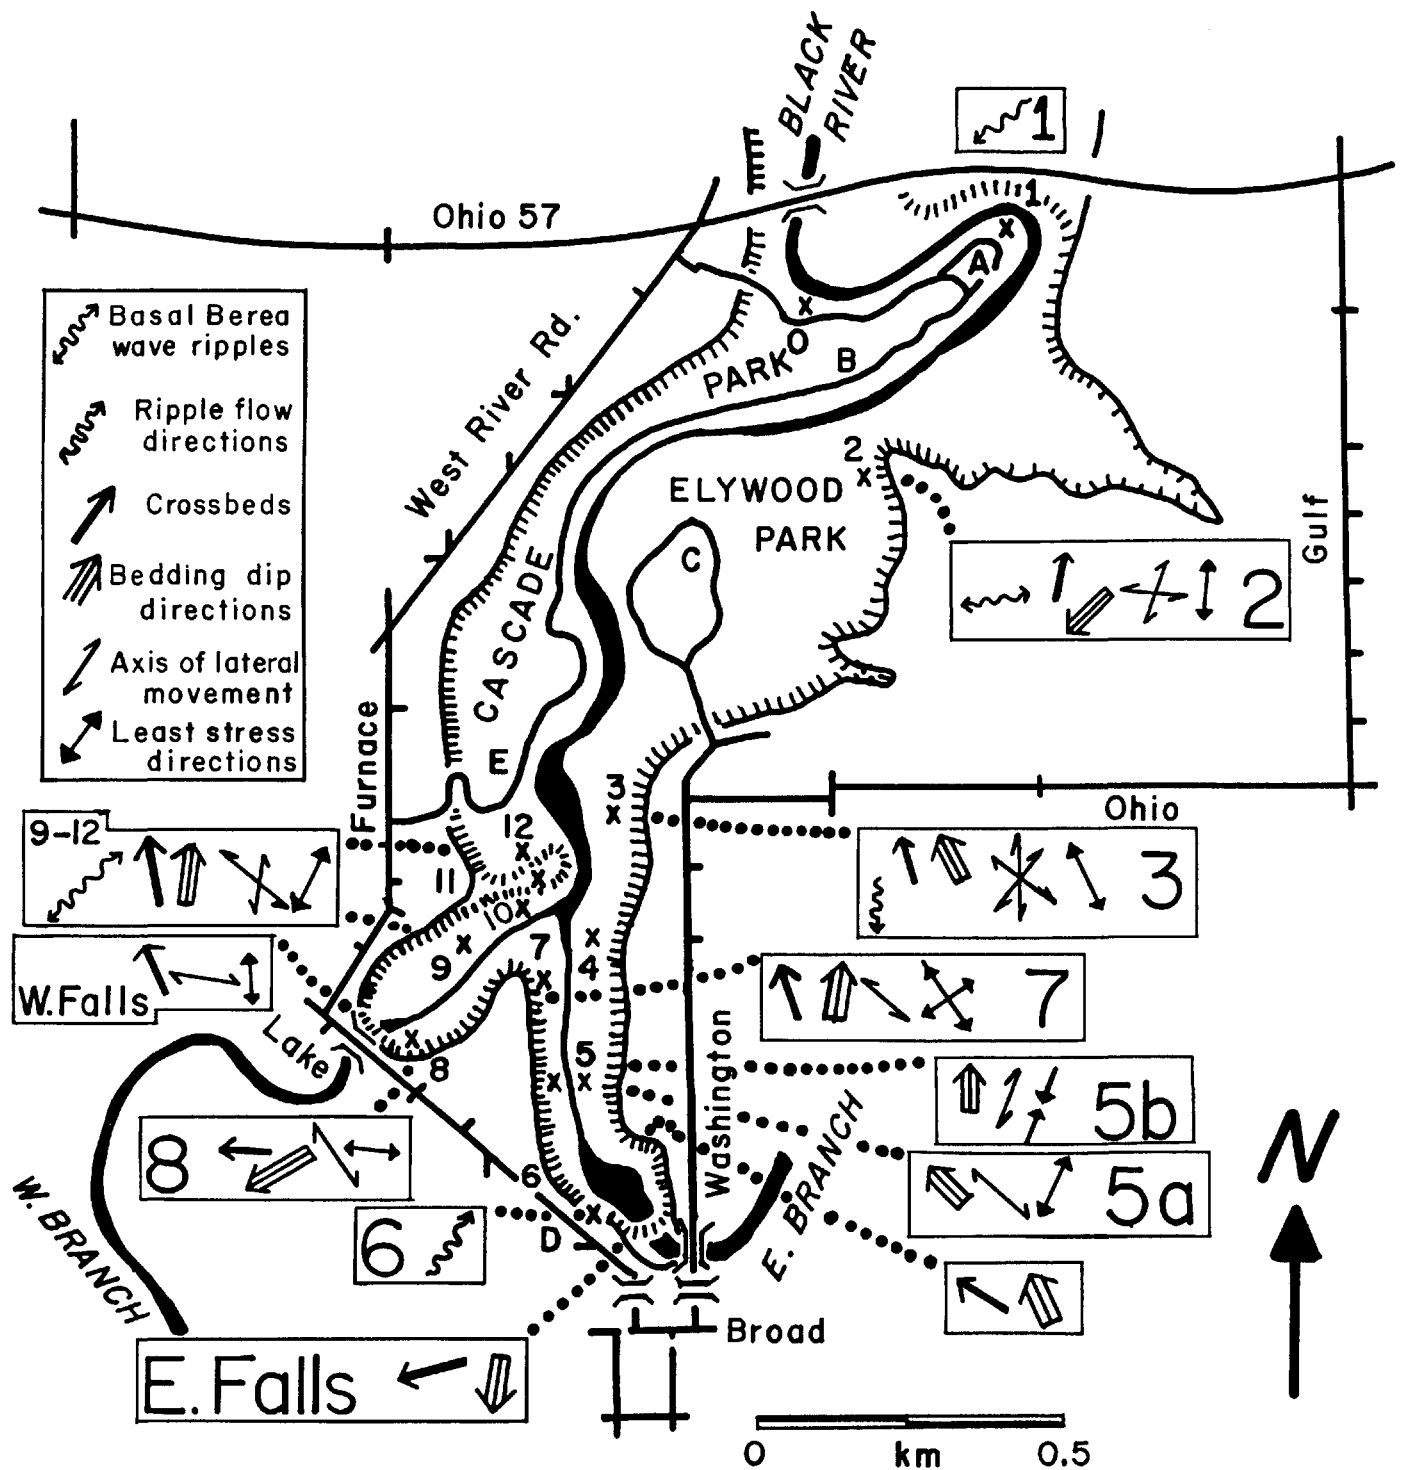 BLACK
RIVER
1
Ohio 57
1
A
O
B
PARK
West River Rd.
Basal Berea
wave ripples
Ripple flow
directions
Crossbeds
Bedding dip
directions
Axis of lateral
movement
Least stress
directions
2
ELYWOOD
PARK
CASCADE
C
Gulf
2
E
Furnace
3
Ohio
9-12
12
11
10
3
9
7
4
W. Falls
7
Lake
8
5
Washington
5b
E. BRANCH
N
8
5a
W. BRANCH
6
D
6
Broad
E. Falls
0
km
0.5